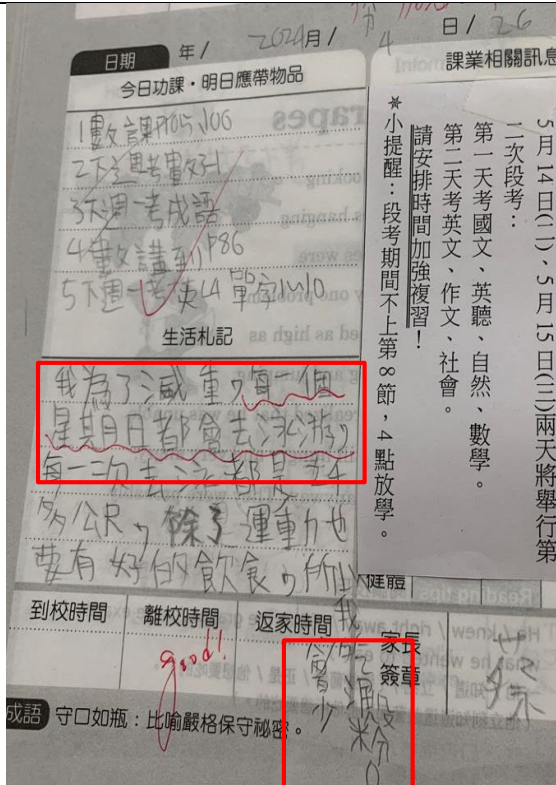 日期 年/ 2024月/ 4 日/ 26
今日功課・明日應帶物品
1數課P105、106
2下週考數3-1
3下週一考成語
4數講到P86
5下週一考英L4單字1~10
生活札記
我為了減重,每一個
星期日都會去泳游,
每一次去泳都是
多公尺,除了運動也
要有好的飲食,所以
我
會少吃澱粉。
課業相關訊息
5月14日(二)、5月15日(三)兩天將舉行第
二次段考:
第一天考國文、英聽、自然、數學。
第二天考英文、作文、社會。
請安排時間加強複習!
*小提醒:段考期間不上第8節,4點放學。
健體
到校時間 離校時間 返家時間 家長簽章
good!
成語 守口如瓶:比喻嚴格保守祕密。